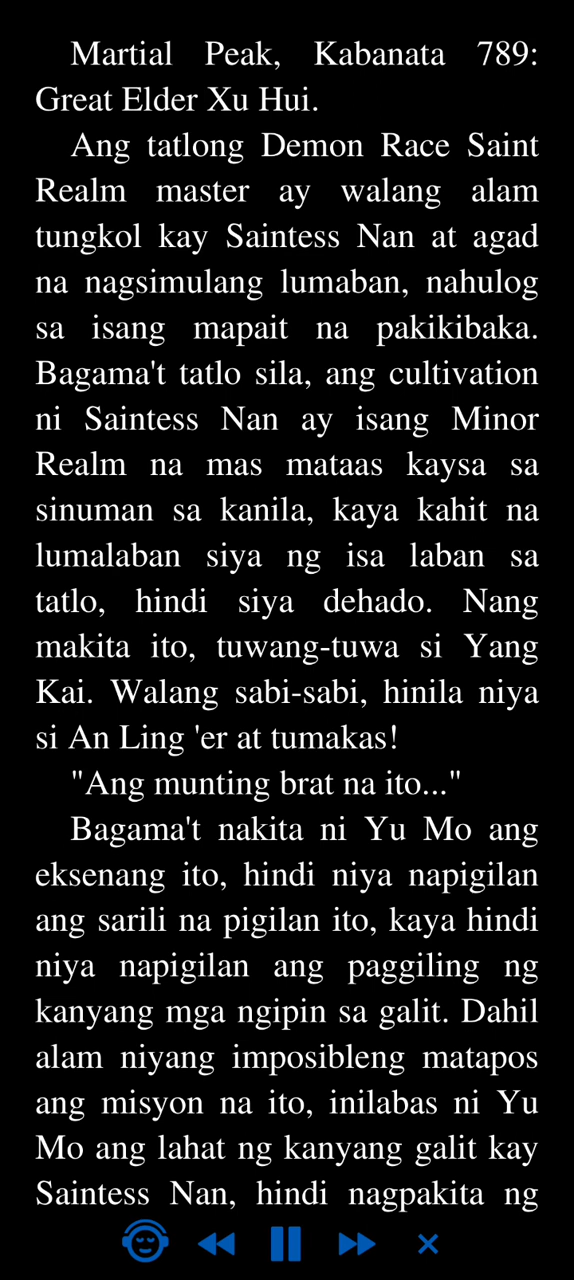 Martial Peak, Kabanata 789:
Great Elder Xu Hui.
Ang tatlong Demon Race Saint
Realm master ay walang alam
tungkol kay Saintess Nan at agad
na nagsimulang lumaban, nahulog
sa isang mapait na pakikibaka.
Bagama't tatlo sila, ang cultivation
ni Saintess Nan ay isang Minor
Realm na mas mataas kaysa sa
sinuman sa kanila, kaya kahit na
lumalaban siya ng isa laban sa
tatlo, hindi siya dehado. Nang
makita ito, tuwang-tuwa si Yang
Kai. Walang sabi-sabi, hinila niya
si An Ling 'er at tumakas!
"Ang munting brat na ito..."
Bagama't nakita ni Yu Mo ang
eksenang ito, hindi niya napigilan
ang sarili na pigilan ito, kaya hindi
niya napigilan ang paggiling ng
kanyang mga ngipin sa galit. Dahil
alam niyang imposibleng matapos
ang misyon na ito, inilabas ni Yu
Mo ang lahat ng kanyang galit kay
Saintess Nan, hindi nagpakita ng